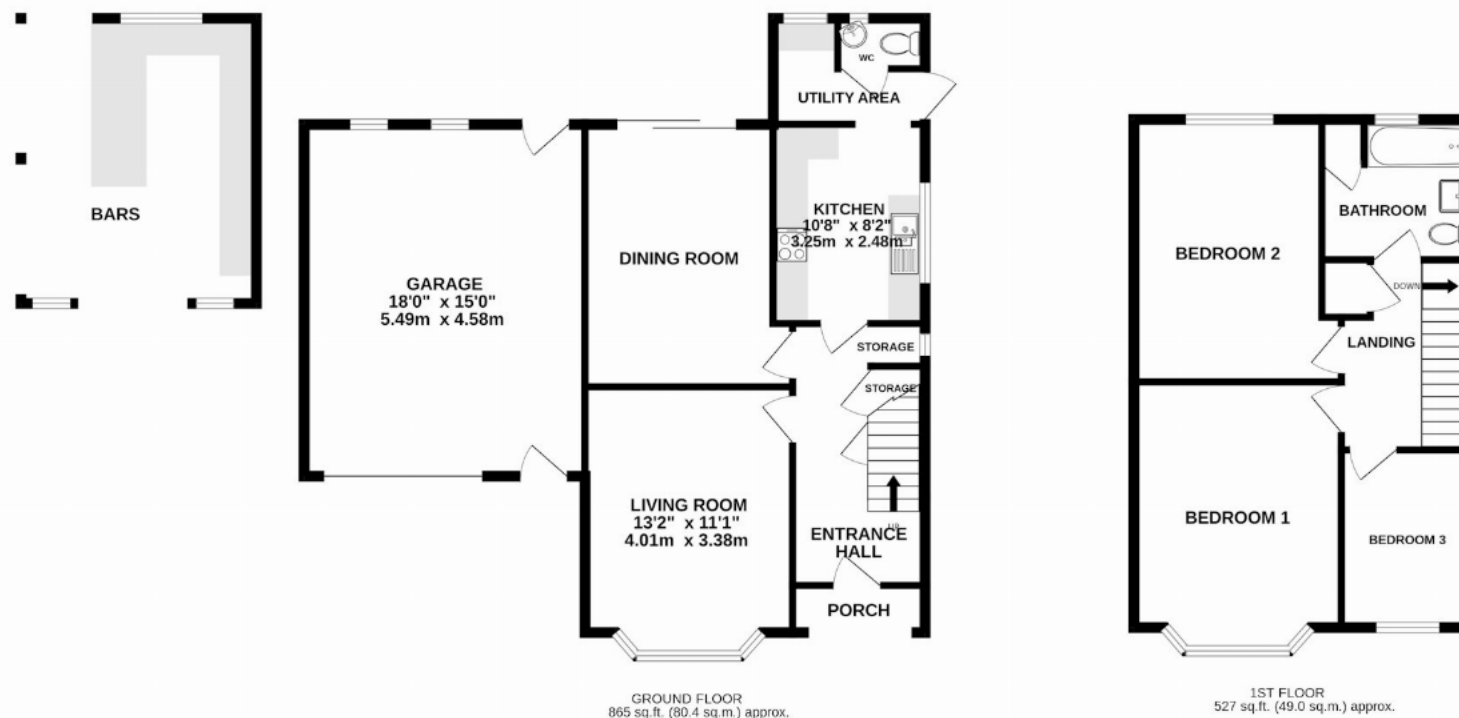 BARS
GARAGE
18'0" x 15'0"
5.49m x 4.58m
DINING ROOM
LIVING ROOM
13'2" x 11'1"
4.01m x 3.38m
WC
UTILITY AREA
KITCHEN
10'8" x 8'2"
3.25m x 2.48m
STORAGE
STORAGE
UP
ENTRANCE
HALL
PORCH
GROUND FLOOR
865 sq.ft. (80.4 sq.m.) approx.
BEDROOM 2
BATHROOM
DOWN
LANDING
BEDROOM 1
BEDROOM 3
1ST FLOOR
527 sq.ft. (49.0 sq.m.) approx.